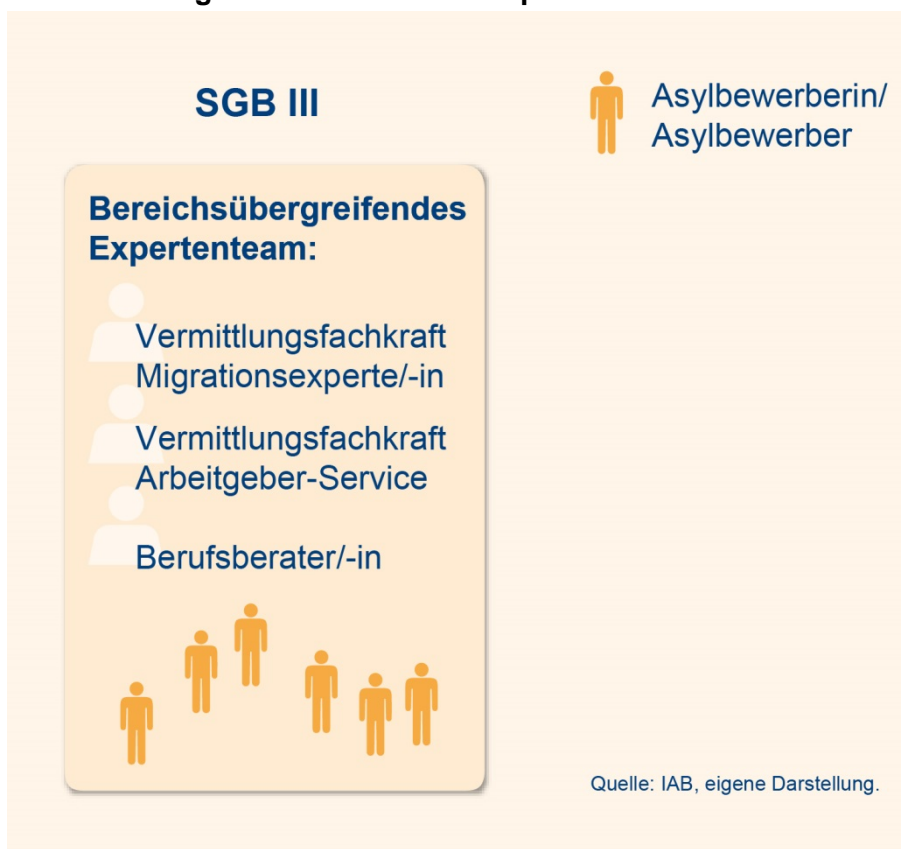 SGB III
Asylbewerberin/
Asylbewerber
Bereichsübergreifendes
Expertenteam:
Vermittlungsfachkraft
Migrationsexperte/-in
Vermittlungsfachkraft
Arbeitgeber-Service
Berufsberater/-in
Quelle: IAB, eigene Darstellung.